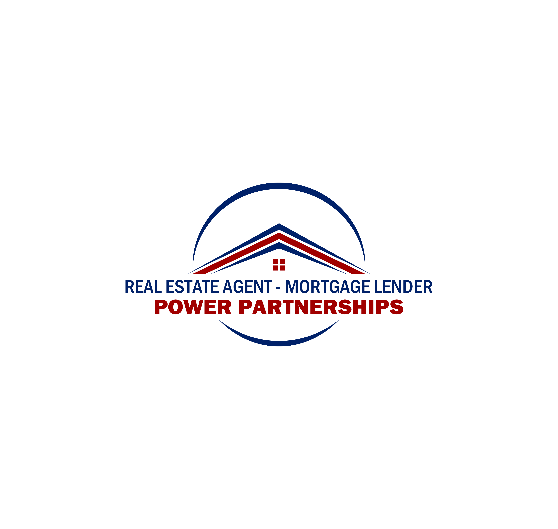 REAL ESTATE AGENT - MORTGAGE LENDER
POWER PARTNERSHIPS